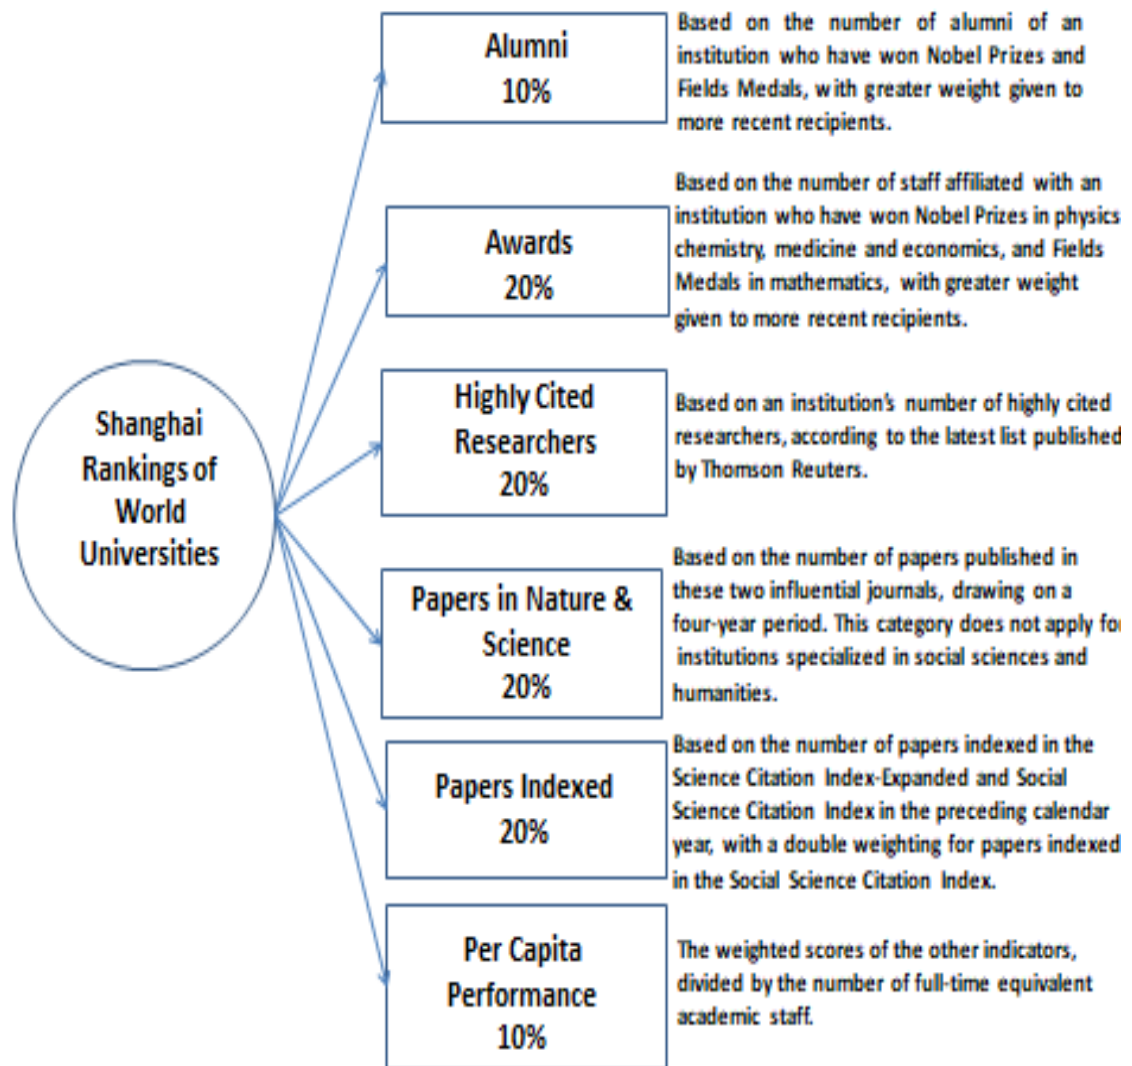 Shanghai
Rankings of
World
Universities
Alumni
10%
Based on the number of alumni of an
institution who have won Nobel Prizes and
Fields Medals, with greater weight given to
more recent recipients.
Awards
20%
Based on the number of staff affiliated with an
institution who have won Nobel Prizes in physics
chemistry, medicine and economics, and Fields
Medals in mathematics, with greater weight
given to more recent recipients.
Highly Cited
Researchers
20%
Based on an institution's number of highly cited
researchers, according to the latest list published
by Thomson Reuters.
Papers in Nature &
Science
20%
Based on the number of papers published in
these two influential journals, drawing on a
four-year period. This category does not apply for
institutions specialized in social sciences and
humanities.
Papers Indexed
20%
Based on the number of papers indexed in the
Science Citation Index-Expanded and Social
Science Citation Index in the preceding calendar
year, with a double weighting for papers indexed
in the Social Science Citation Index.
Per Capita
Performance
10%
The weighted scores of the other indicators,
divided by the number of full-time equivalent
academic staff.